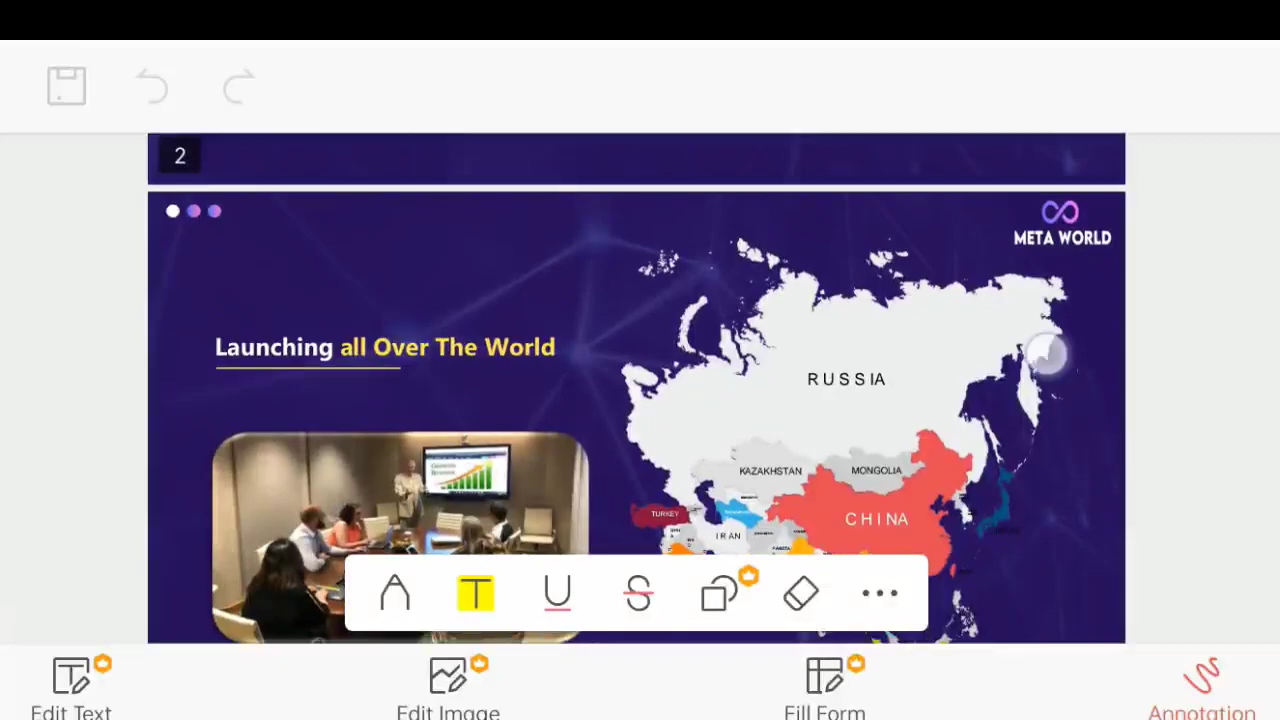 2
META WORLD
Launching all Over The World
RUSSIA
KAZAKHSTAN
MONGOLIA
TURKEY
CHINA
IRAN
T
U
S
Edit Text
Edit Image
Fill Form
Annotation